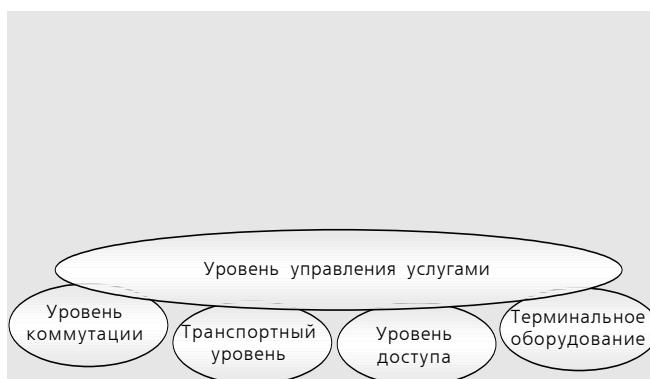 Уровень управления услугами
Уровень
коммутации
Транспортный
уровень
Уровень
доступа
Терминальное
оборудование